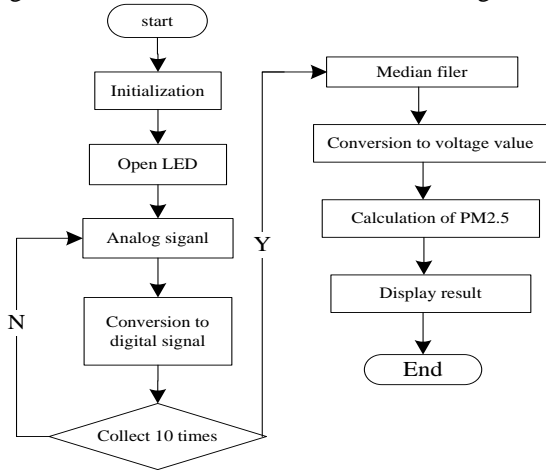 start
Initialization
Open LED
Analog siganl
Conversion to
digital signal
Collect 10 times
N
Y
Median filer
Conversion to voltage value
Calculation of PM2.5
Display result
End